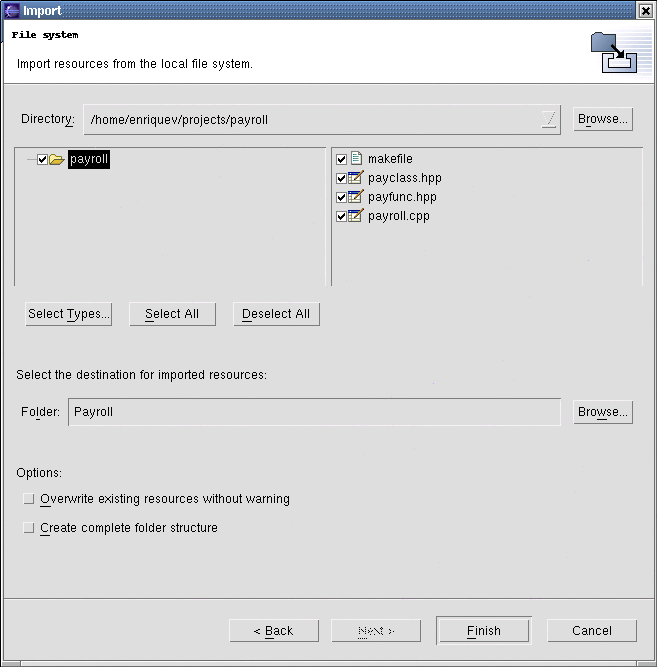 Import
File system
Import resources from the local file system.
Directory: /home/enriquev/projects/payroll Browse...
payroll
makefile
payclass.hpp
payfunc.hpp
payroll.cpp
Select Types... Select All Deselect All
Select the destination for imported resources:
Folder: Payroll Browse...
Options:
Overwrite existing resources without warning
Create complete folder structure
< Back Next > Finish Cancel